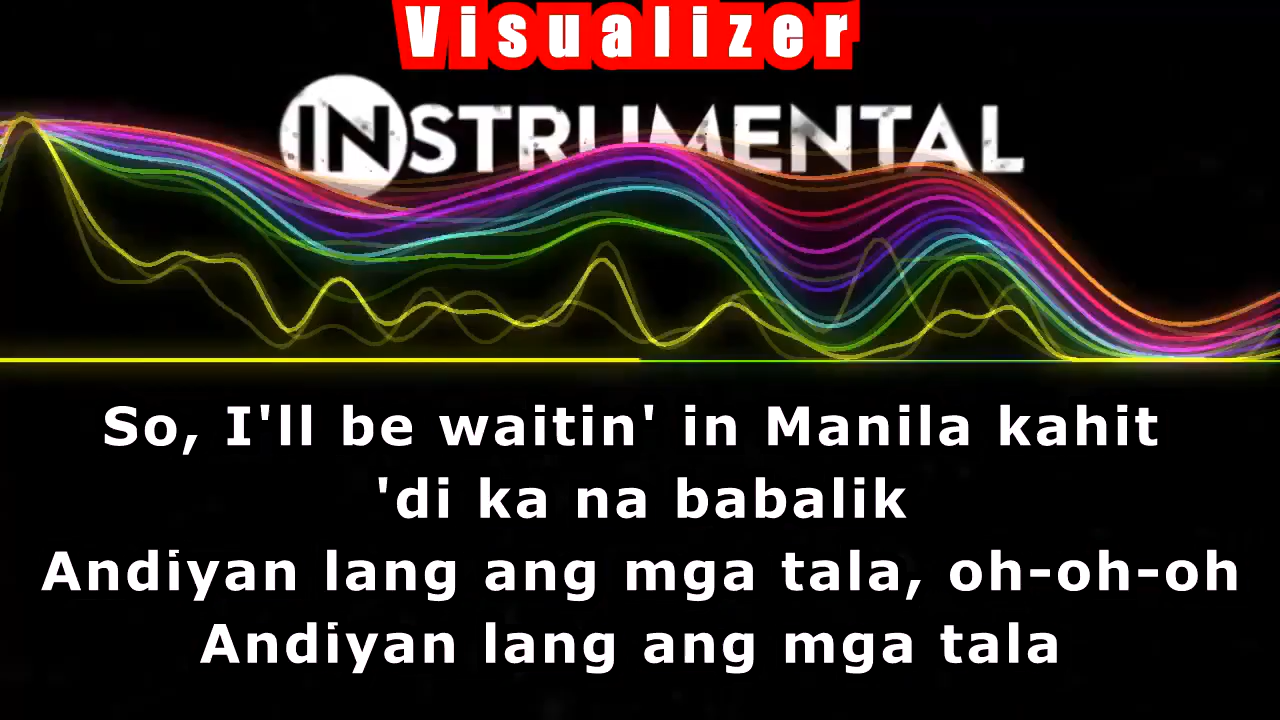 Visualizer
INSTRUMENTAL
So, I'll be waitin' in Manila kahit
'di ka na babalik
Andiyan lang ang mga tala, oh-oh-oh
Andiyan lang ang mga tala